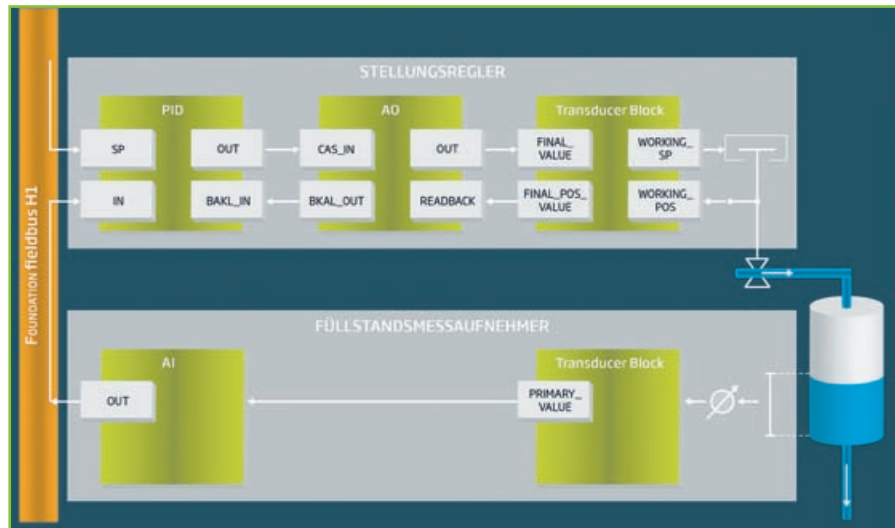 FOUNDATION fieldbus H1
STELLUNGSREGLER
PID
AO
Transducer Block
SP
OUT
CAS_IN
OUT
FINAL_
VALUE
WORKING_
SP
IN
BAKL_IN
BKAL_OUT
READBACK
FINAL_POS_
VALUE
WORKING_
POS
FÜLLSTANDSMESSAUFNEHMER
AI
Transducer Block
OUT
PRIMARY_
VALUE